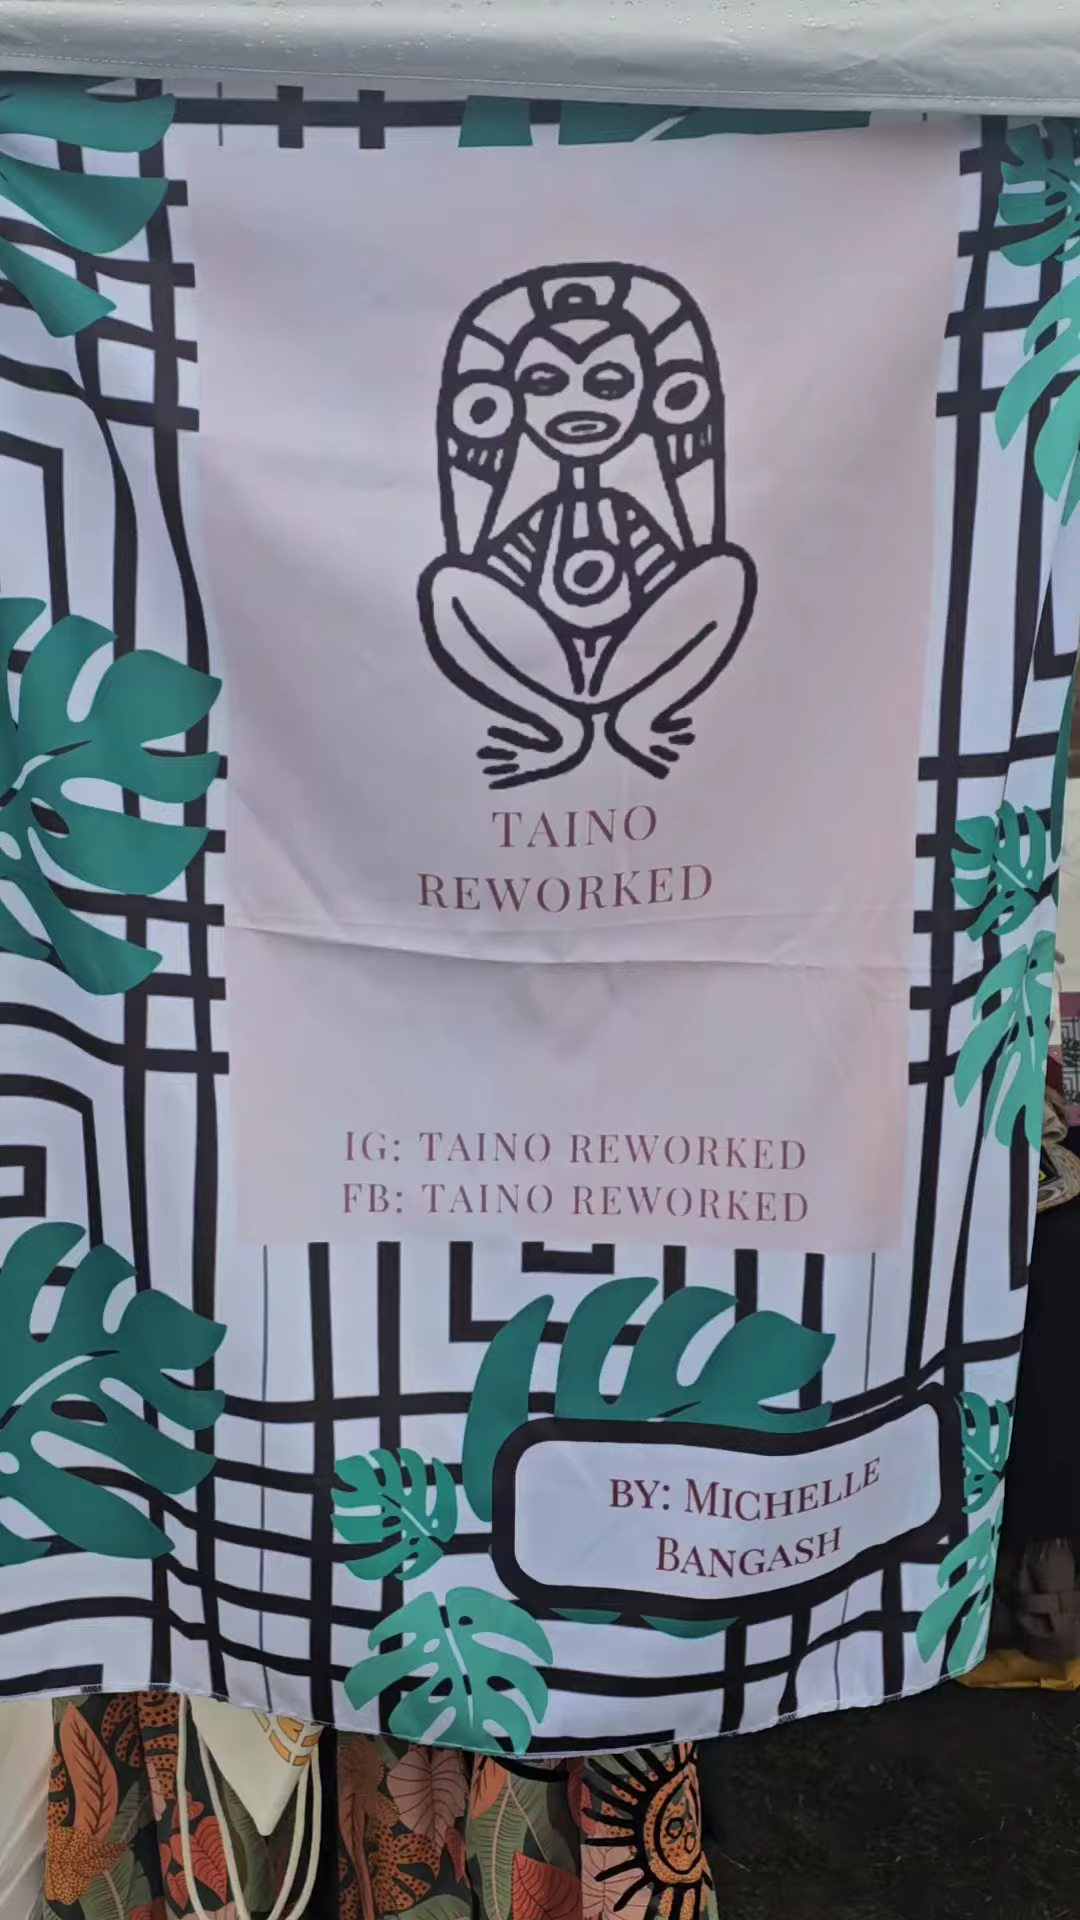 TAINO
REWORKED
IG: TAINO REWORKED
FB: TAINO REWORKED
BY: MICHELLE
BANGASH